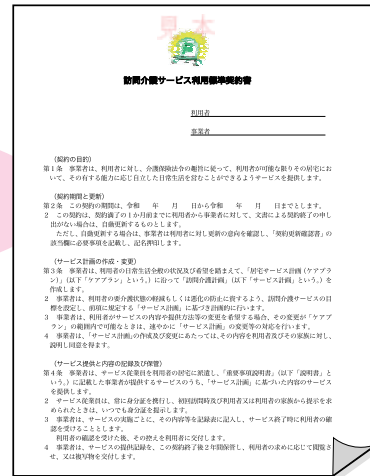 見本
訪問介護サービス利用標準契約書
利用者
事業者
（契約の目的）
第１条　事業者は、利用者に対し、介護保険法令の趣旨に従って、利用者が可能な限りその居宅にお
いて、その有する能力に応じ自立した日常生活を営むことができるようサービスを提供します。
（契約期間と更新）
第２条　この契約の期間は、令和　年　月　日から令和　年　月　日までとします。
２　この契約は、契約満了の１か月前までに利用者から事業者に対して、文書による契約終了の申し
出がない場合は、自動更新するものとします。
ただし、自動更新する場合は、事業者は利用者に対し更新の意向を確認し、「契約更新確認書」の
該当欄に必要事項を記載し、記名押印します。
（サービス計画の作成・変更）
第３条　事業者は、利用者の日常生活全般の状況及び希望を踏まえて、「居宅サービス計画（ケアプラ
ン）」（以下「ケアプラン」という。）に沿って「訪問介護計画」（以下「サービス計画」という。）を
作成します。
２　事業者は、利用者の要介護状態の軽減もしくは悪化の防止に資するよう、訪問介護サービスの目
標を設定し、前項に規定する「サービス計画」に基づき計画的に行います。
３　事業者は、利用者がサービスの内容や提供方法等の変更を希望する場合、その変更が「ケアプ
ラン」の範囲内で可能なときは、速やかに「サービス計画」の変更等の対応を行います。
４　事業者は、「サービス計画」の作成及び変更にあたっては、その内容を利用者及びその家族に対し、
説明し同意を得ます。
（サービス提供と内容の記録及び保管）
第４条　事業者は、サービス従業員を利用者の居宅に派遣し、「重要事項説明書」（以下「説明書」と
いう。）に記載した事業者が提供するサービスのうち、「サービス計画」に基づいた内容のサービス
を提供します。
２　サービス従業員は、常に身分証を携行し、初回訪問時及び利用者又は利用者の家族から提示を求
められたときは、いつでも身分証を提示します。
３　事業者は、サービスの実施ごとに、その内容等を記録表に記入し、サービス終了時に利用者の確
認を受けることとします。
利用者の確認を受けた後、その控えを利用者に交付します。
４　事業者は、サービスの提供記録を、この契約終了後２年間保管し、利用者の求めに応じて閲覧さ
せ、又は複写物を交付します。